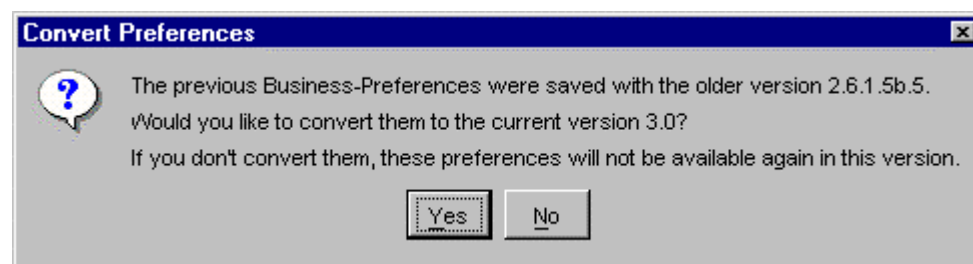 Convert Preferences
The previous Business-Preferences were saved with the older version 2.6.1.5b.5.
Would you like to convert them to the current version 3.0?
If you don't convert them, these preferences will not be available again in this version.
Yes No